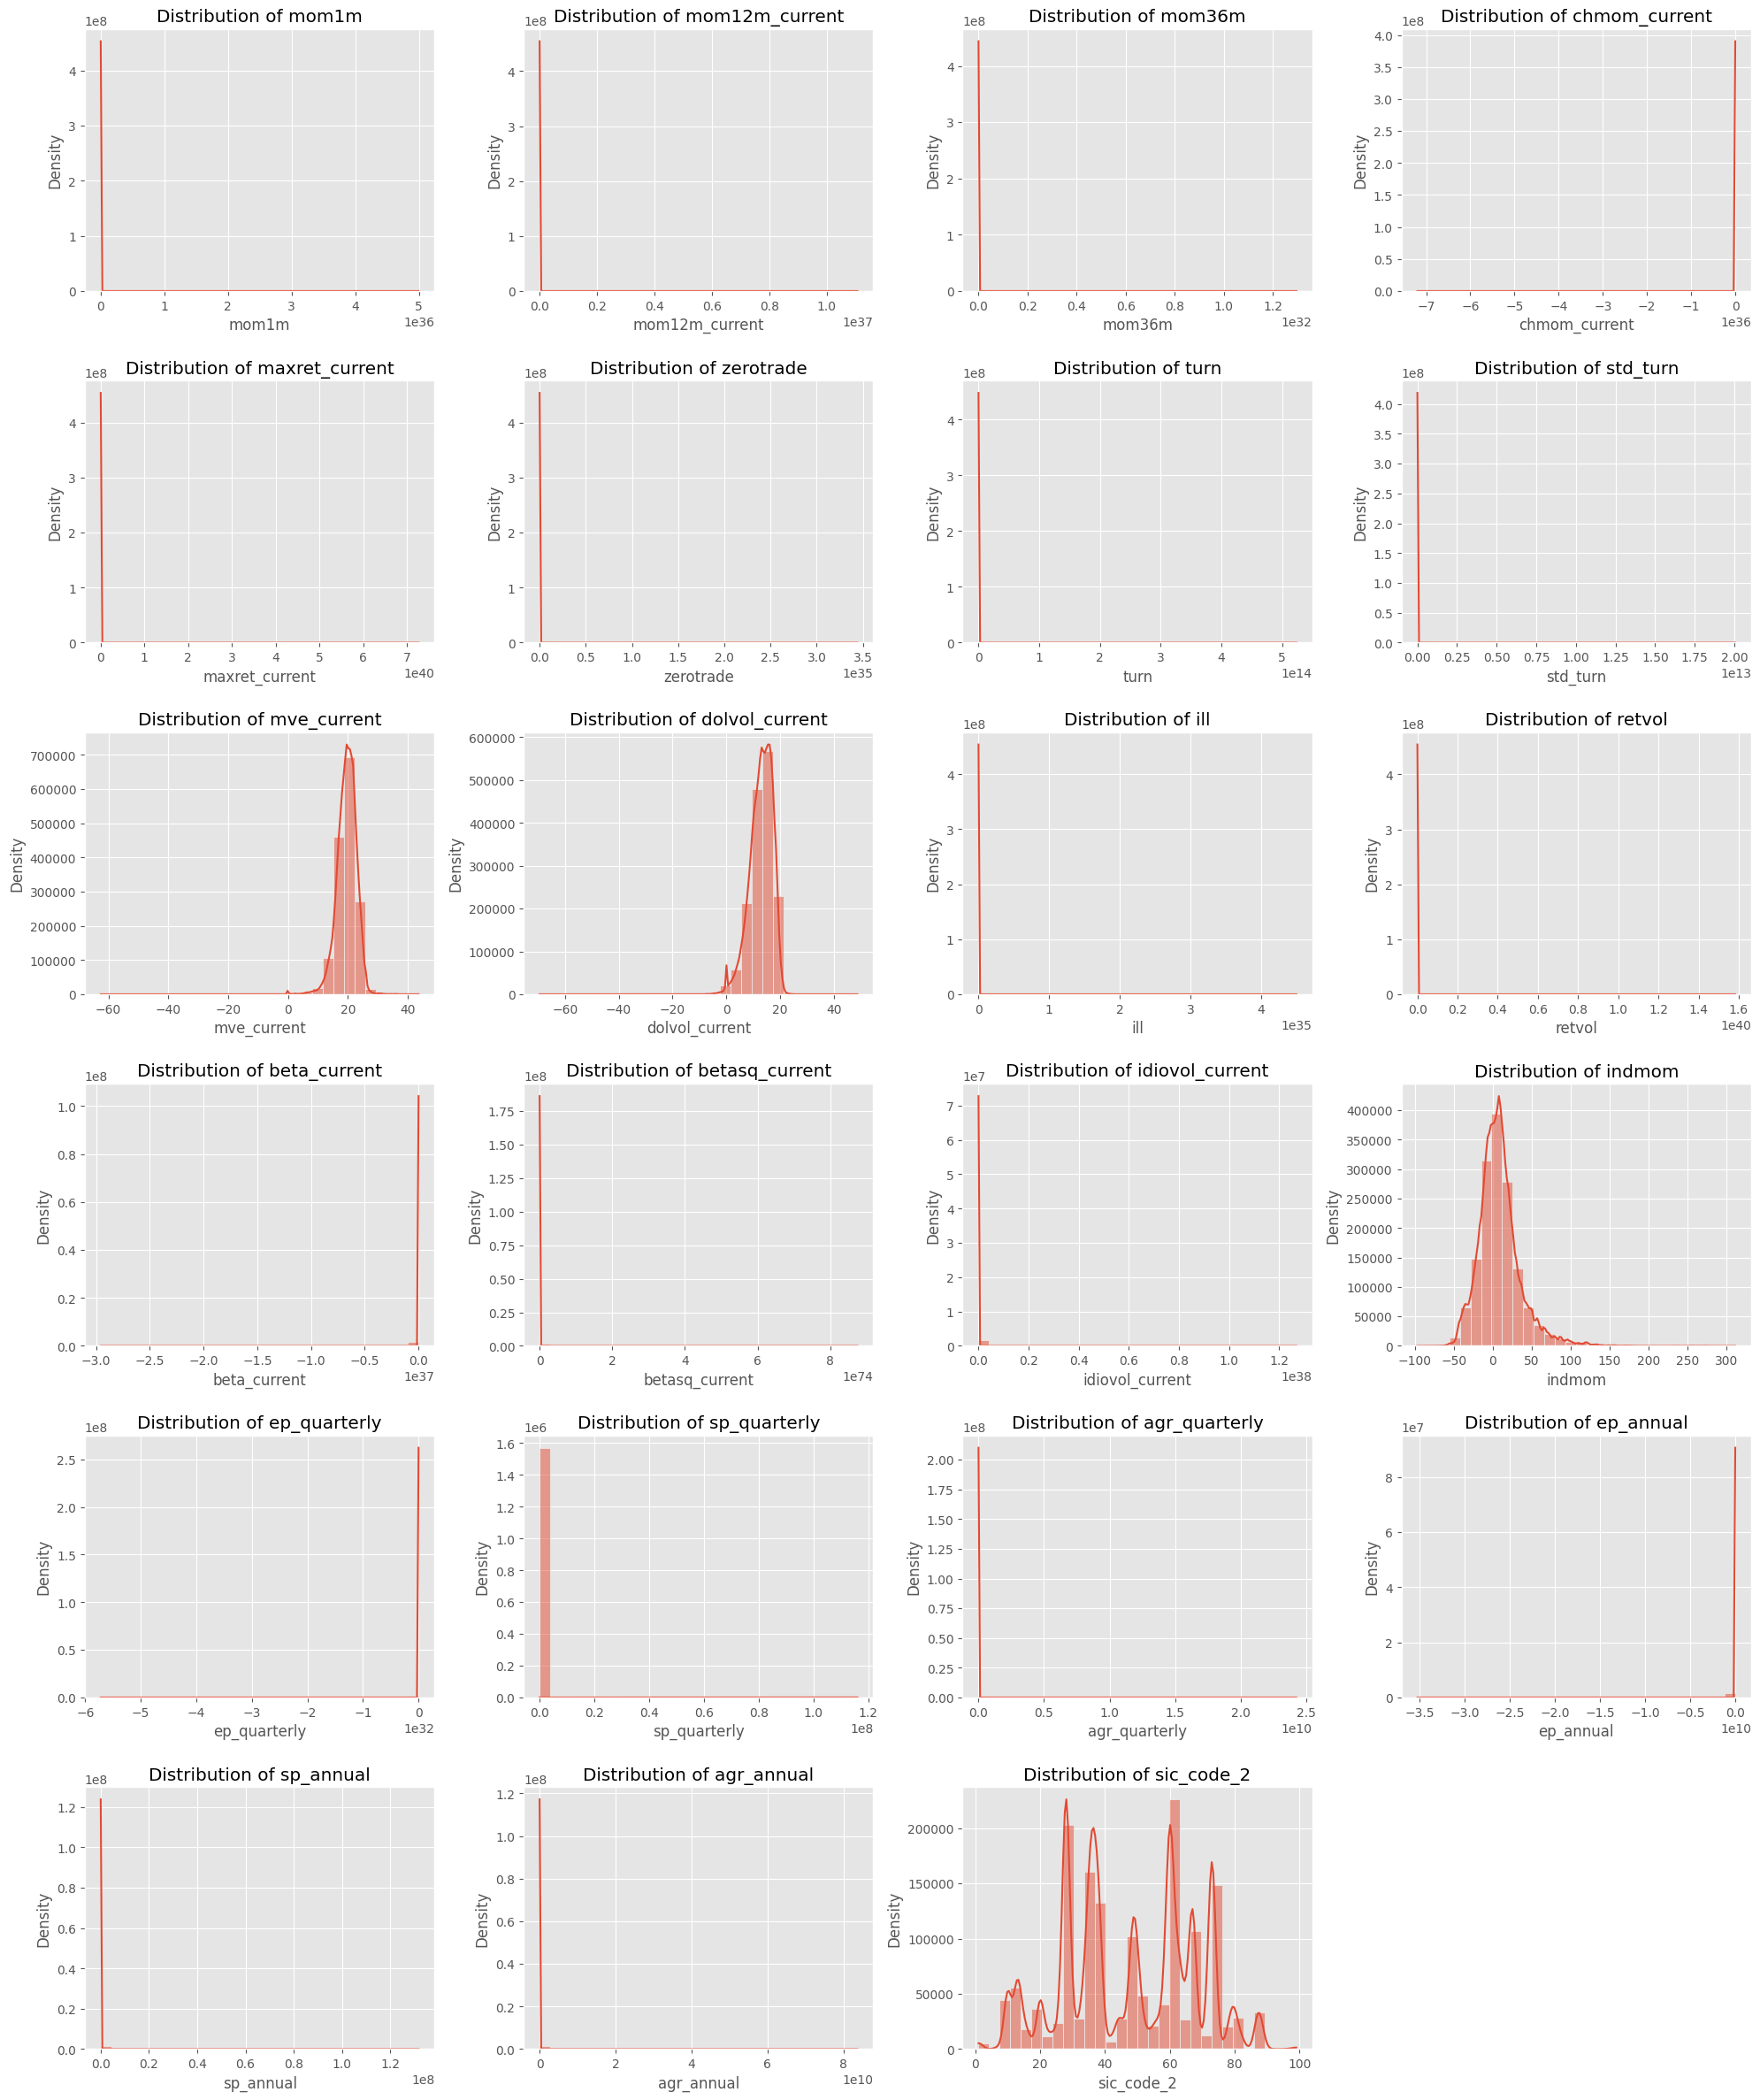 Distribution of mom1m
1e8
Density
4
3
2
1
0
0 1 2 3 4 5
1e36
mom1m
Distribution of mom12m_current
1e8
Density
4
3
2
1
0
0.0 0.2 0.4 0.6 0.8 1.0
1e37
mom12m_current
Distribution of mom36m
1e8
Density
4
3
2
1
0
0.0 0.2 0.4 0.6 0.8 1.0 1.2
1e32
mom36m
Distribution of chmom_current
1e8
Density
4.0
3.5
3.0
2.5
2.0
1.5
1.0
0.5
0.0
−7 −6 −5 −4 −3 −2 −1 0
1e36
chmom_current
Distribution of maxret_current
1e8
Density
4
3
2
1
0
0 1 2 3 4 5 6 7
1e40
maxret_current
Distribution of zerotrade
1e8
Density
4
3
2
1
0
0.0 0.5 1.0 1.5 2.0 2.5 3.0 3.5
1e35
zerotrade
Distribution of turn
1e8
Density
4
3
2
1
0
0 1 2 3 4 5
1e14
turn
Distribution of std_turn
1e8
Density
4.0
3.5
3.0
2.5
2.0
1.5
1.0
0.5
0.0
0.00 0.25 0.50 0.75 1.00 1.25 1.50 1.75 2.00
1e13
std_turn
Distribution of mve_current
Density
700000
600000
500000
400000
300000
200000
100000
0
−60 −40 −20 0 20 40
mve_current
Distribution of dolvol_current
Density
600000
500000
400000
300000
200000
100000
0
−60 −40 −20 0 20 40
dolvol_current
Distribution of ill
1e8
Density
4
3
2
1
0
0 1 2 3 4
1e35
ill
Distribution of retvol
1e8
Density
4
3
2
1
0
0.0 0.2 0.4 0.6 0.8 1.0 1.2 1.4 1.6
1e40
retvol
Distribution of beta_current
1e8
Density
1.0
0.8
0.6
0.4
0.2
0.0
−3.0 −2.5 −2.0 −1.5 −1.0 −0.5 0.0
1e37
beta_current
Distribution of betasq_current
1e8
Density
1.75
1.50
1.25
1.00
0.75
0.50
0.25
0.00
0 2 4 6 8
1e74
betasq_current
Distribution of idiovol_current
1e7
Density
7
6
5
4
3
2
1
0
0.0 0.2 0.4 0.6 0.8 1.0 1.2
1e38
idiovol_current
Distribution of indmom
Density
400000
350000
300000
250000
200000
150000
100000
50000
0
−100 −50 0 50 100 150 200 250 300
indmom
Distribution of ep_quarterly
1e8
Density
2.5
2.0
1.5
1.0
0.5
0.0
−6 −5 −4 −3 −2 −1 0
1e32
ep_quarterly
Distribution of sp_quarterly
1e6
Density
1.6
1.4
1.2
1.0
0.8
0.6
0.4
0.2
0.0
0.0 0.2 0.4 0.6 0.8 1.0 1.2
1e8
sp_quarterly
Distribution of agr_quarterly
1e8
Density
2.00
1.75
1.50
1.25
1.00
0.75
0.50
0.25
0.00
0.0 0.5 1.0 1.5 2.0 2.5
1e10
agr_quarterly
Distribution of ep_annual
1e7
Density
8
6
4
2
0
−3.5 −3.0 −2.5 −2.0 −1.5 −1.0 −0.5 0.0
1e10
ep_annual
Distribution of sp_annual
1e8
Density
1.2
1.0
0.8
0.6
0.4
0.2
0.0
0.0 0.2 0.4 0.6 0.8 1.0 1.2
1e8
sp_annual
Distribution of agr_annual
1e8
Density
1.2
1.0
0.8
0.6
0.4
0.2
0.0
0 2 4 6 8
1e10
agr_annual
Distribution of sic_code_2
Density
200000
150000
100000
50000
0
0 20 40 60 80 100
sic_code_2